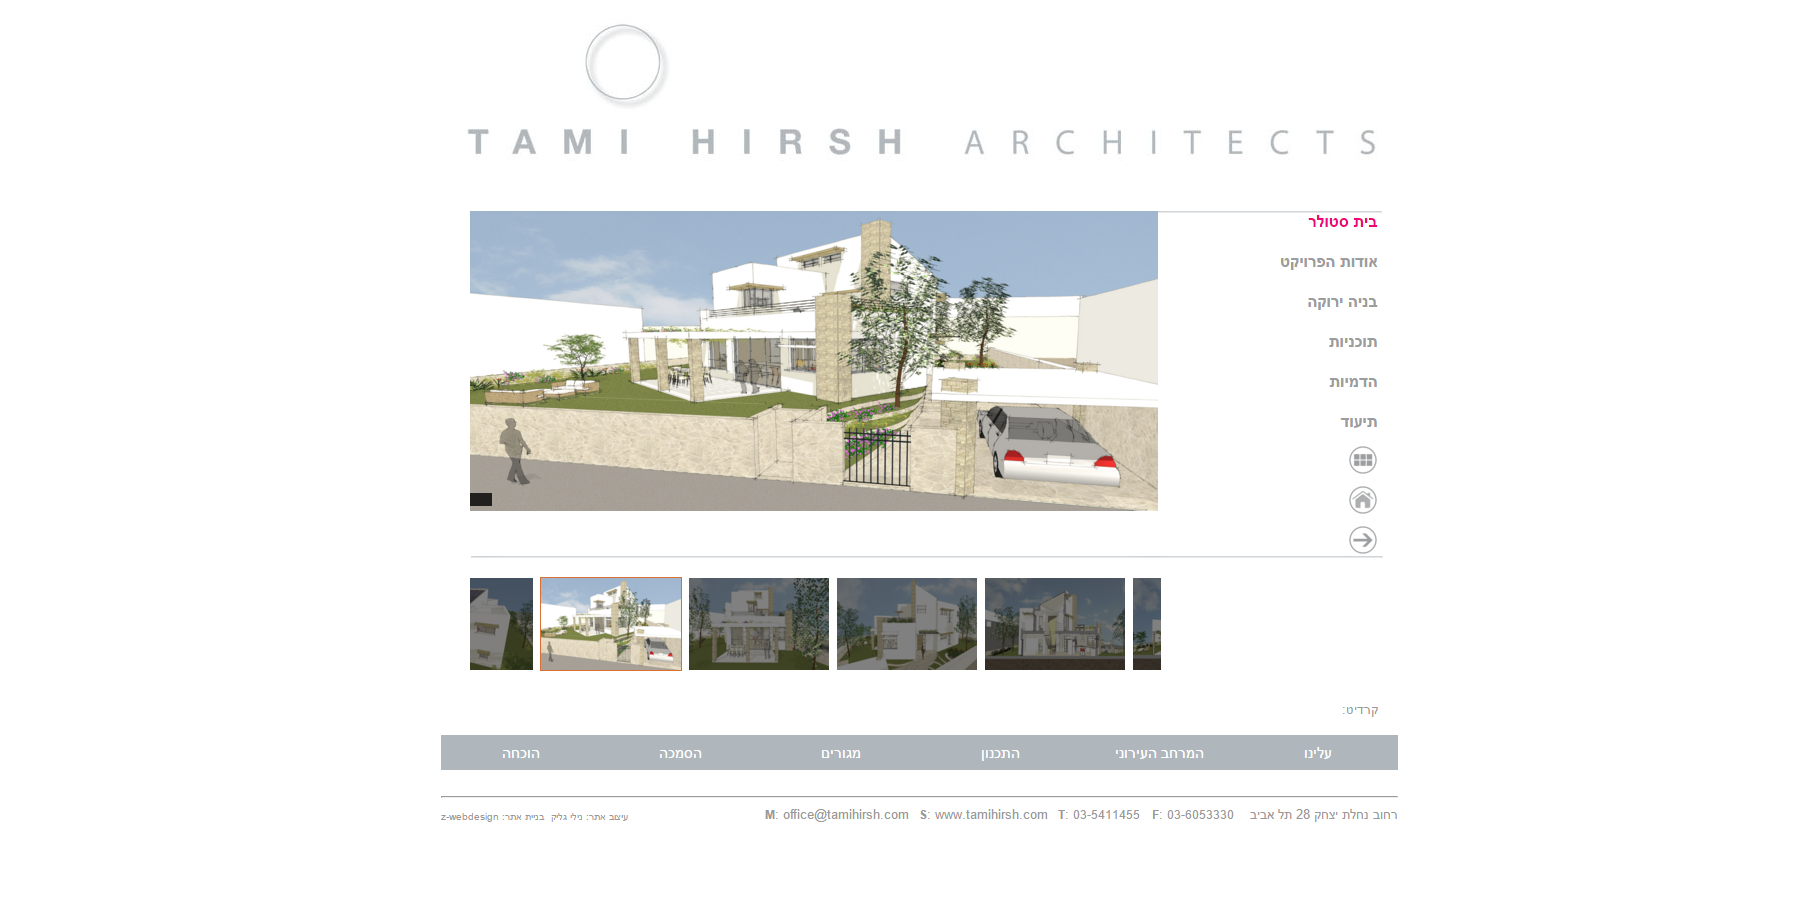 TAMI HIRSH ARCHITECTS
בית סטולר
אודות הפרויקט
בניה ירוקה
תוכניות
הדמיות
תיעוד
קרדיט:
עלינו המרחב העירוני התכנון מגורים הסמכה הוכחה
רחוב נחלת יצחק 28 תל אביב F: 03-6053330 T: 03-5411455 S: www.tamihirsh.com M: office@tamihirsh.com
עיצוב אתר: נילי גליק בניית אתר: z-webdesign